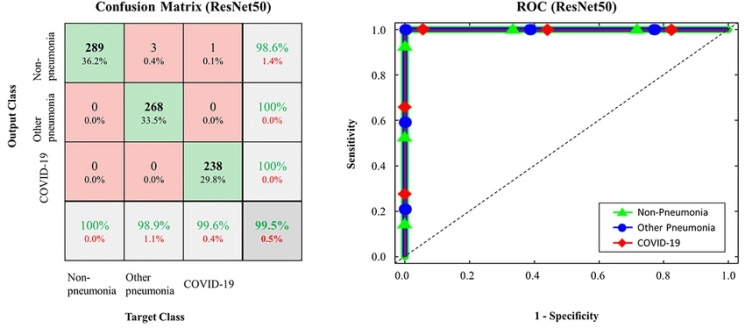 Confusion Matrix (ResNet50)
289 3 1 98.6%
36.2% 0.4% 0.1% 1.4%
0 268 0 100%
0.0% 33.5% 0.0% 0.0%
0 0 238 100%
0.0% 0.0% 29.8% 0.0%
100% 98.9% 99.6% 99.5%
0.0% 1.1% 0.4% 0.5%
Output Class
Non-
pneumonia
Other
pneumonia
COVID-19
Non-
pneumonia
Other
pneumonia
COVID-19
Target Class
ROC (ResNet50)
Sensitivity
1.0
0.8
0.6
0.4
0.2
0.0
Non-Pneumonia
Other Pneumonia
COVID-19
0.0 0.2 0.4 0.6 0.8 1.0
1 - Specificity